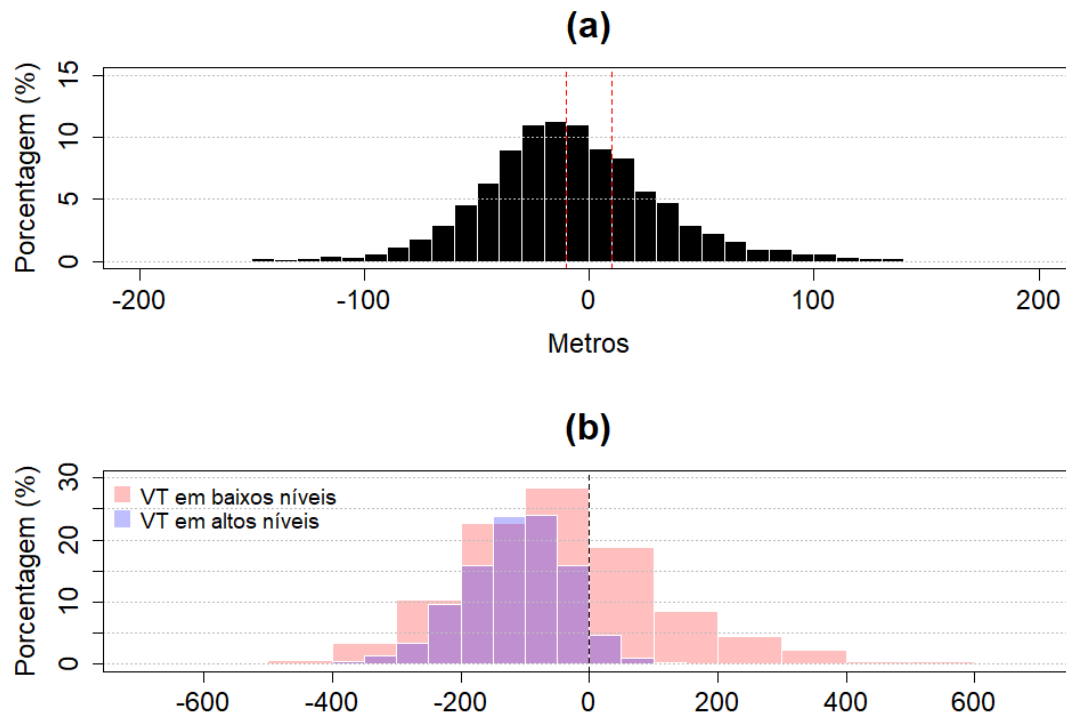 (a)
Porcentagem (%)
15
10
5
0
-200 -100 0 100 200
Metros
(b)
Porcentagem (%)
30
20
10
0
VT em baixos níveis
VT em altos níveis
-600 -400 -200 0 200 400 600